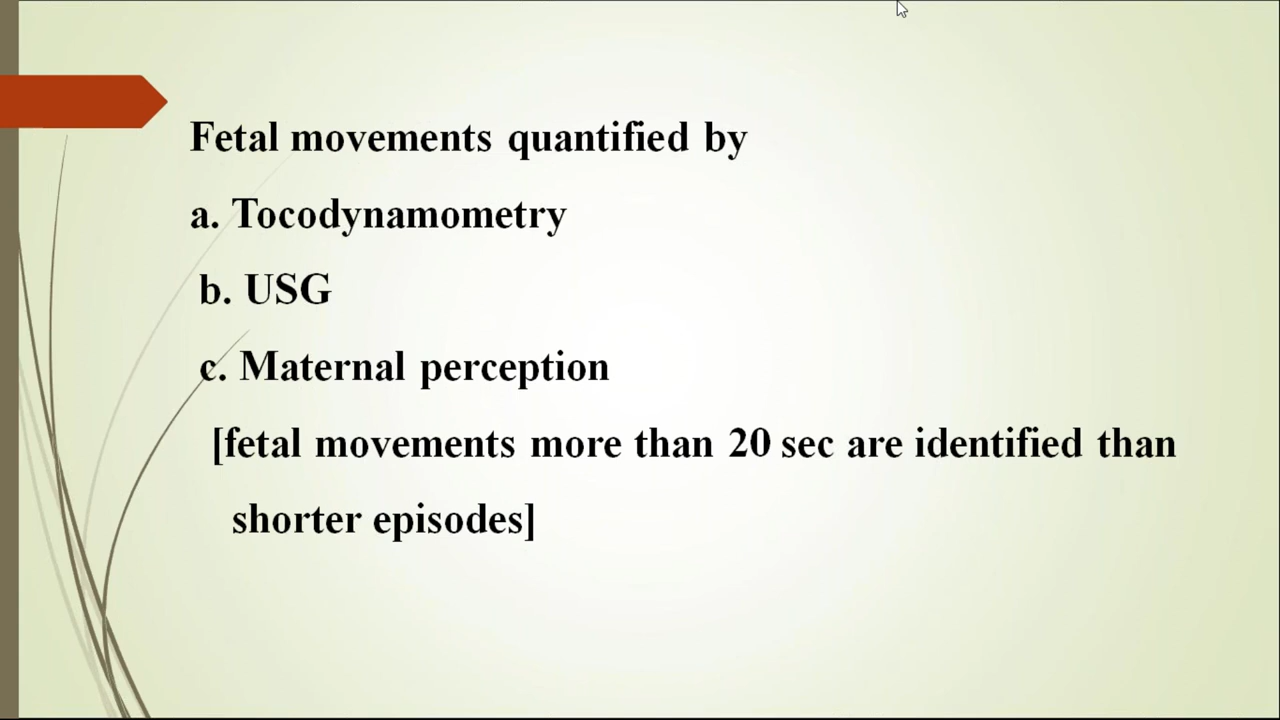 Fetal movements quantified by
a. Tocodynamometry
b. USG
c. Maternal perception
[fetal movements more than 20 sec are identified than
shorter episodes]